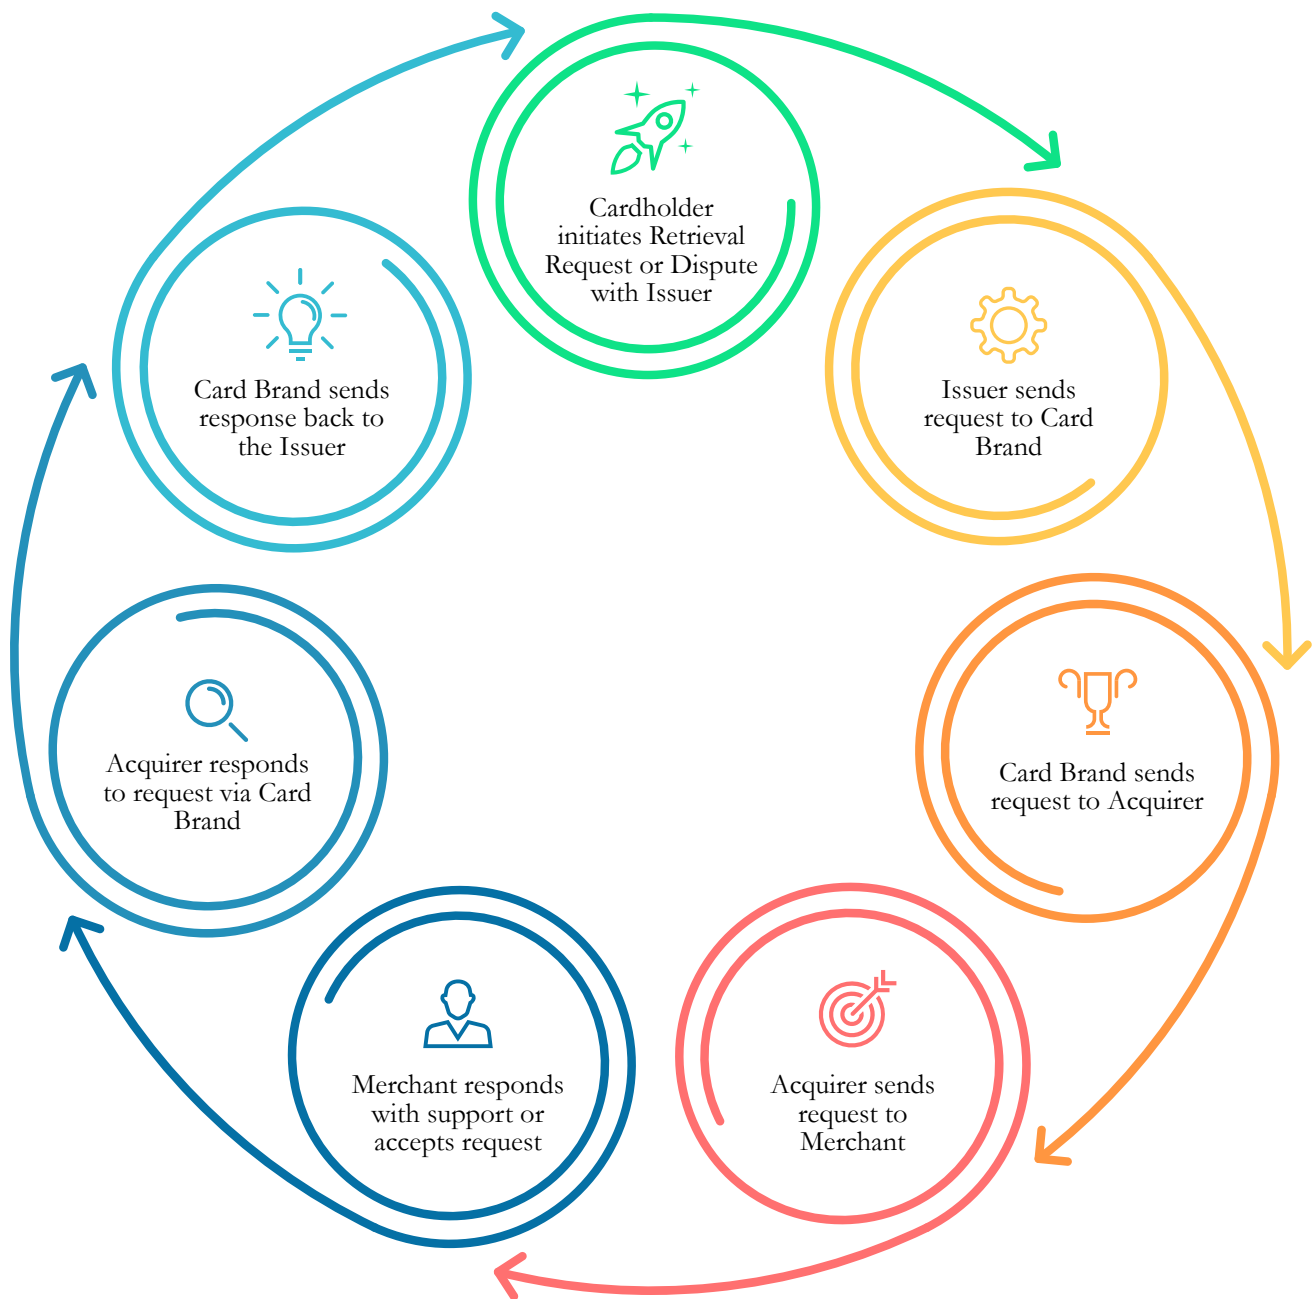 Cardholder
initiates Retrieval
Request or Dispute
with Issuer
Issuer sends
request to Card
Brand
Card Brand sends
request to Acquirer
Acquirer sends
request to
Merchant
Merchant responds
with support or
accepts request
Acquirer responds
to request via Card
Brand
Card Brand sends
response back to
the Issuer